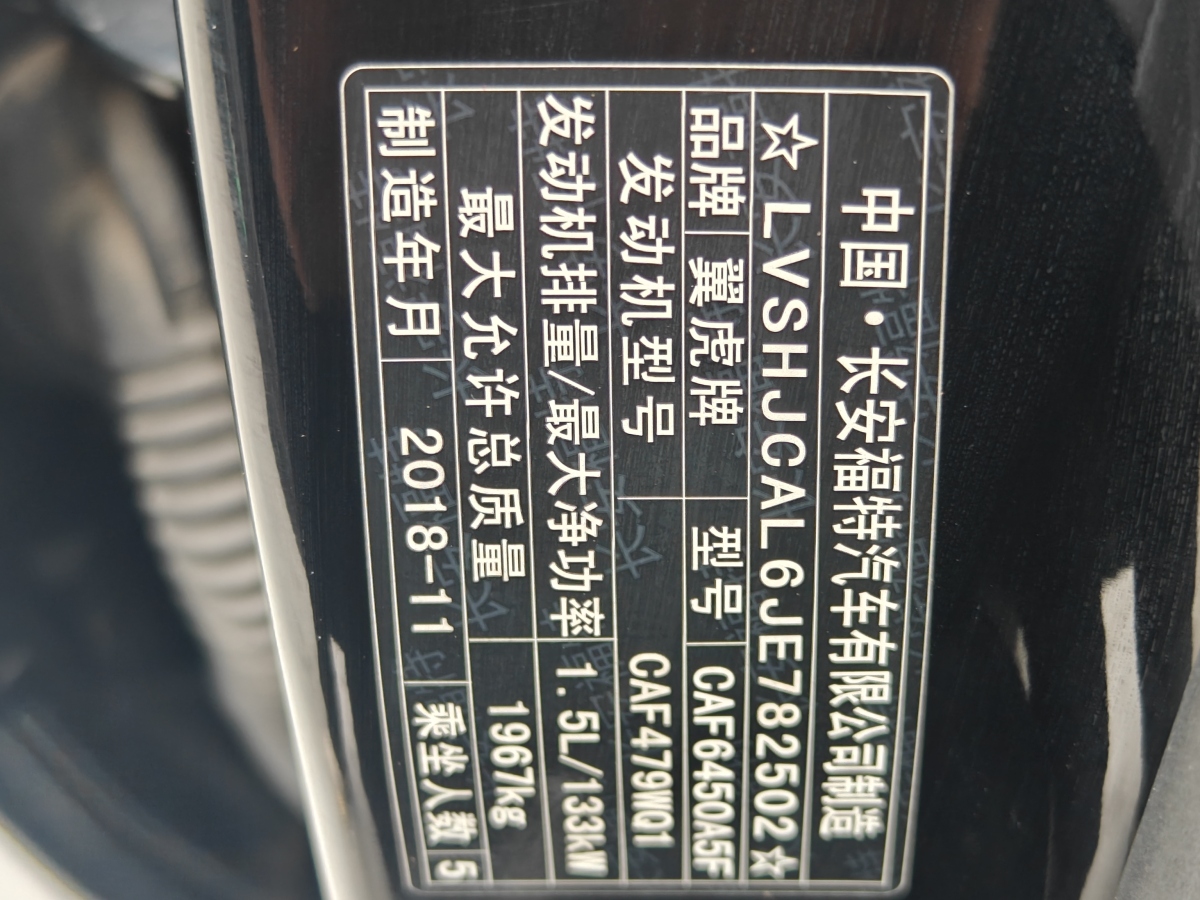 中国·长安福特汽车有限公司制造
☆LVSHJCAL6JE782502☆
品牌 翼虎牌 型号 CAF6450A5F
发动机型号 CAF479WQ1
发动机排量/最大净功率 1.5L/133kW
最大允许总质量 1967kg
制造年月 2018-11 乘坐人数 5